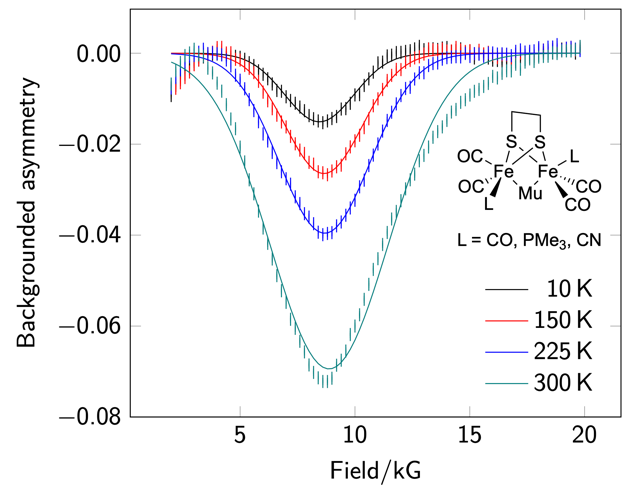 0.00
−0.02
−0.04
−0.06
−0.08
Backgrounded asymmetry
5
10
15
20
Field/kG
S S
OC L
Fe Fe
OC CO
Mu
L CO
L = CO, PMe₃, CN
10 K
150 K
225 K
300 K